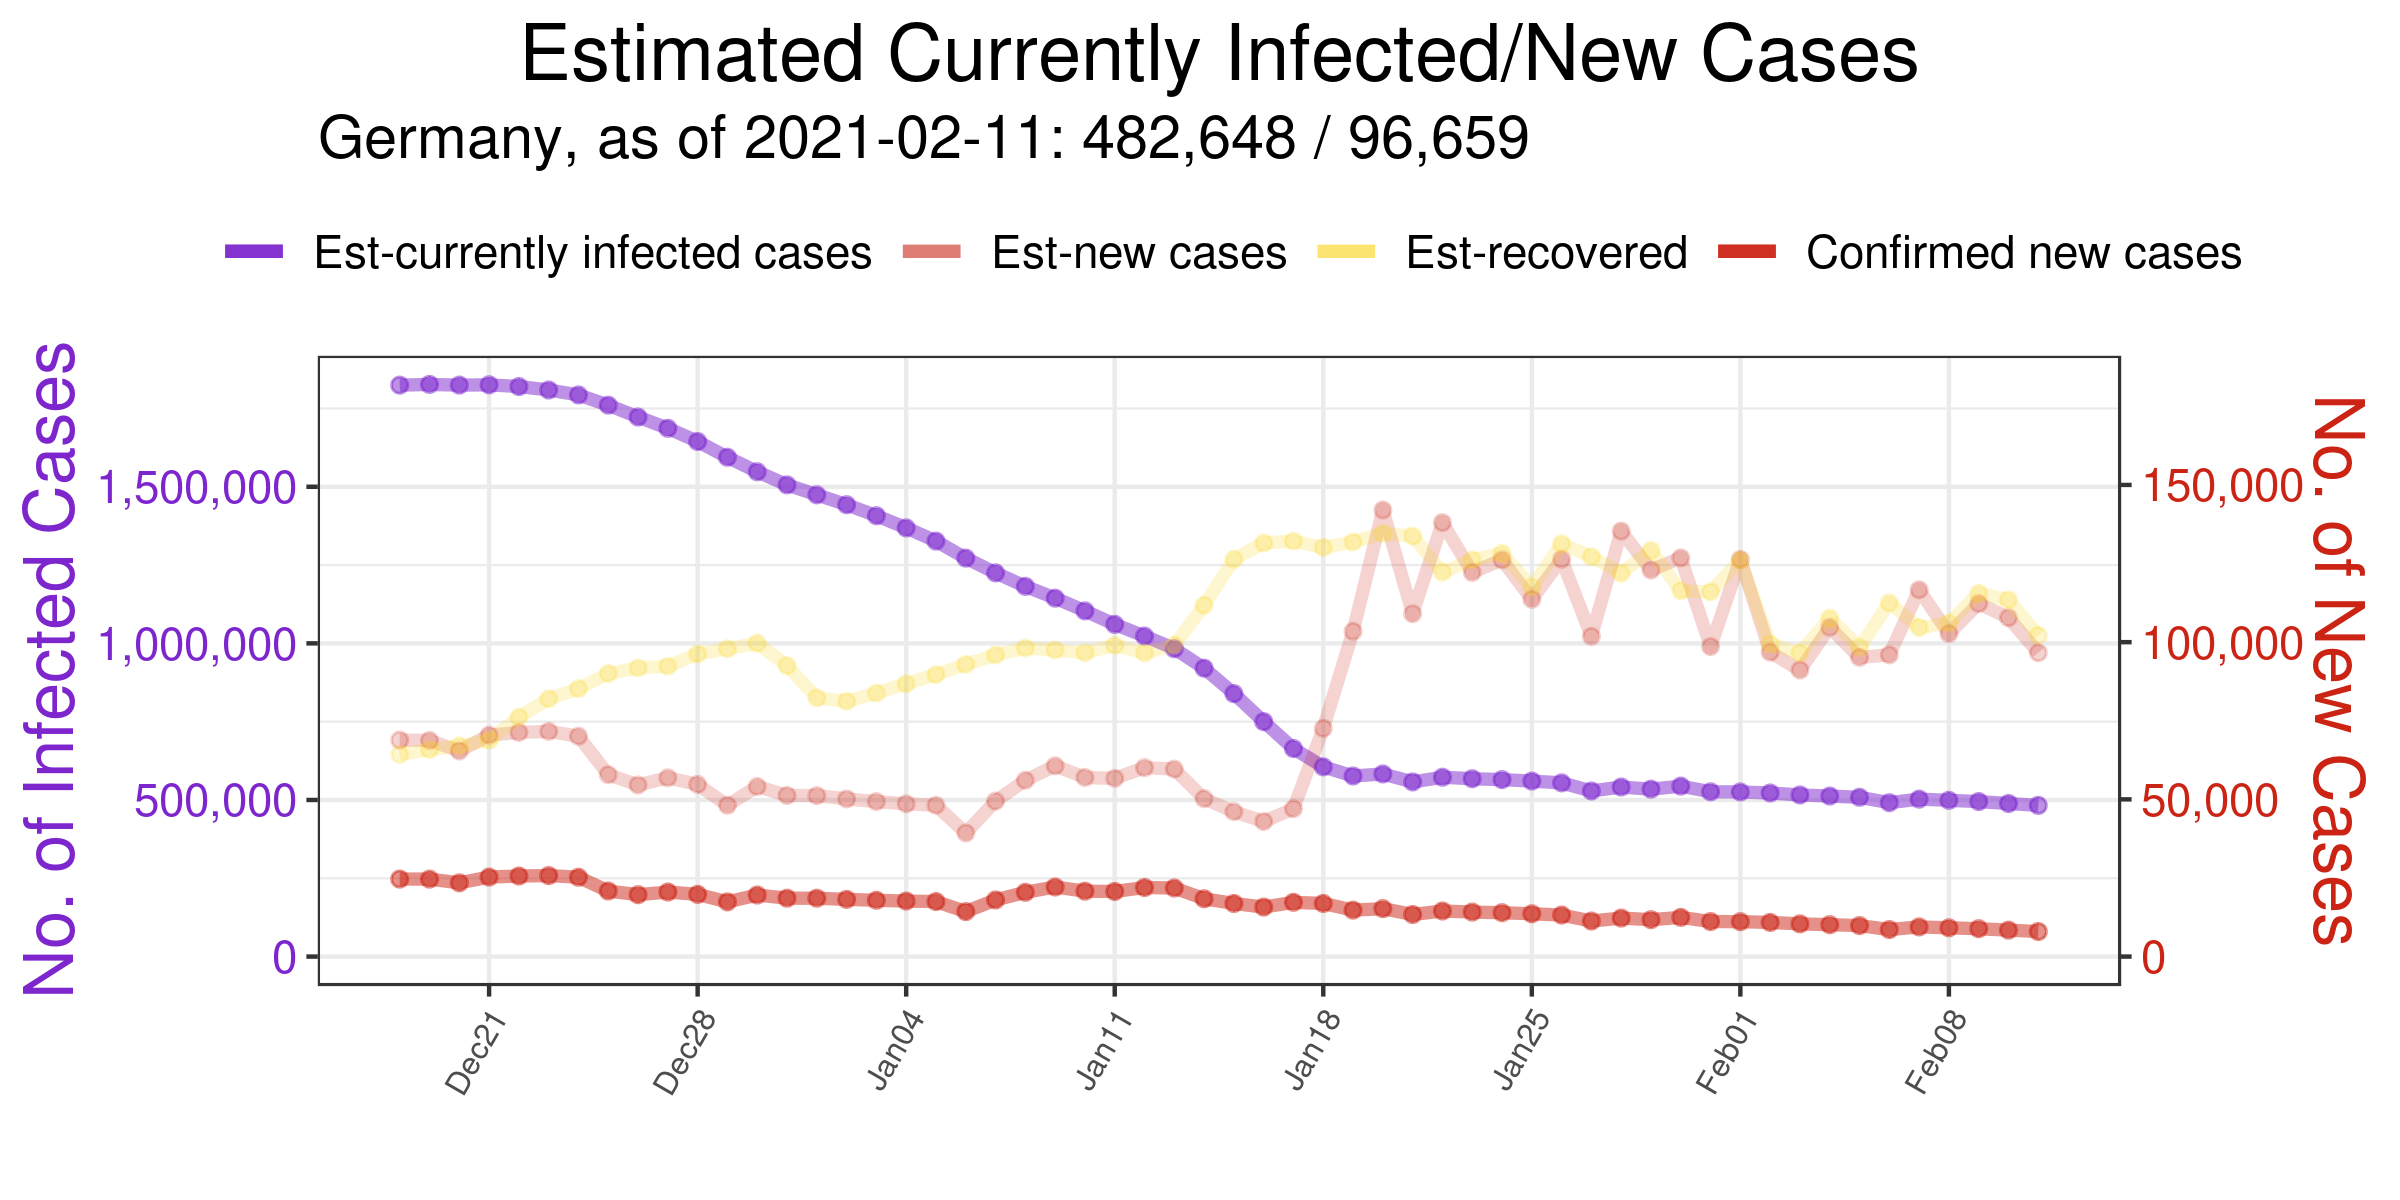 Estimated Currently Infected/New Cases
Germany, as of 2021-02-11: 482,648 / 96,659
Est-currently infected cases Est-new cases Est-recovered Confirmed new cases
No. of Infected Cases
1,500,000
1,000,000
500,000
0
150,000
100,000
50,000
0
No. of New Cases
Dec21 Dec28 Jan04 Jan11 Jan18 Jan25 Feb01 Feb08